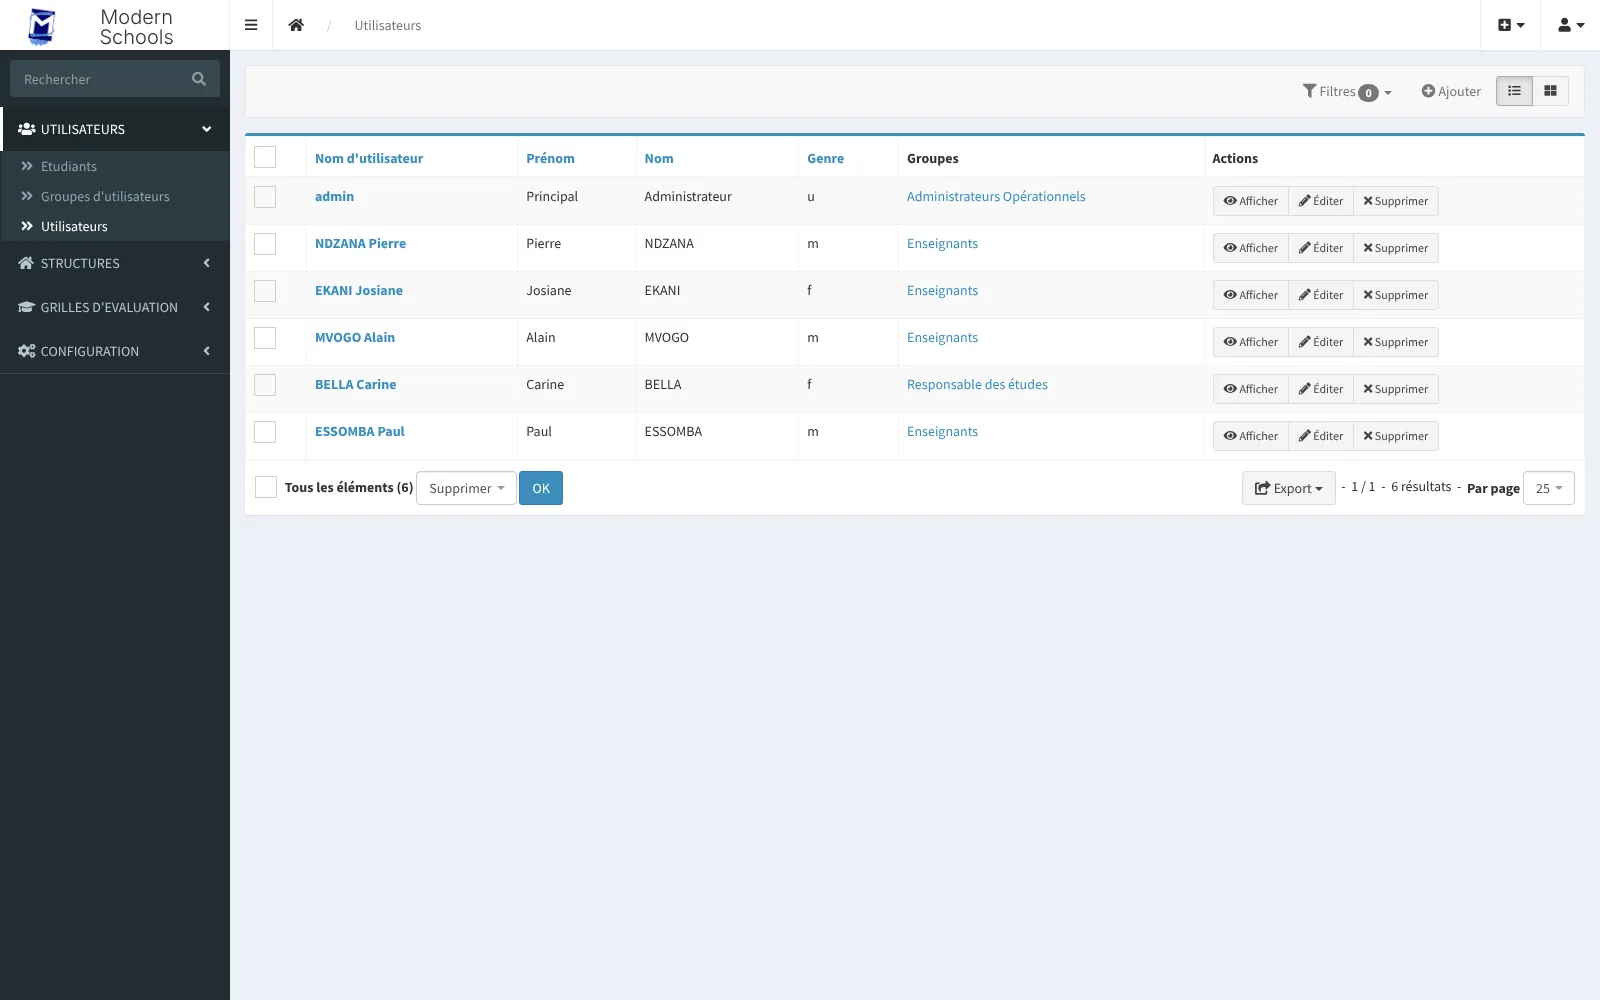 Modern
Schools
/ Utilisateurs
Rechercher
UTILISATEURS
Etudiants
Groupes d'utilisateurs
Utilisateurs
STRUCTURES
GRILLES D'EVALUATION
CONFIGURATION
Filtres 0 Ajouter
Nom d'utilisateur Prénom Nom Genre Groupes Actions
admin Principal Administrateur u Administrateurs Opérationnels Afficher Éditer Supprimer
NDZANA Pierre Pierre NDZANA m Enseignants Afficher Éditer Supprimer
EKANI Josiane Josiane EKANI f Enseignants Afficher Éditer Supprimer
MVOGO Alain Alain MVOGO m Enseignants Afficher Éditer Supprimer
BELLA Carine Carine BELLA f Responsable des études Afficher Éditer Supprimer
ESSOMBA Paul Paul ESSOMBA m Enseignants Afficher Éditer Supprimer
Tous les éléments (6) Supprimer OK Export - 1 / 1 - 6 résultats - Par page 25